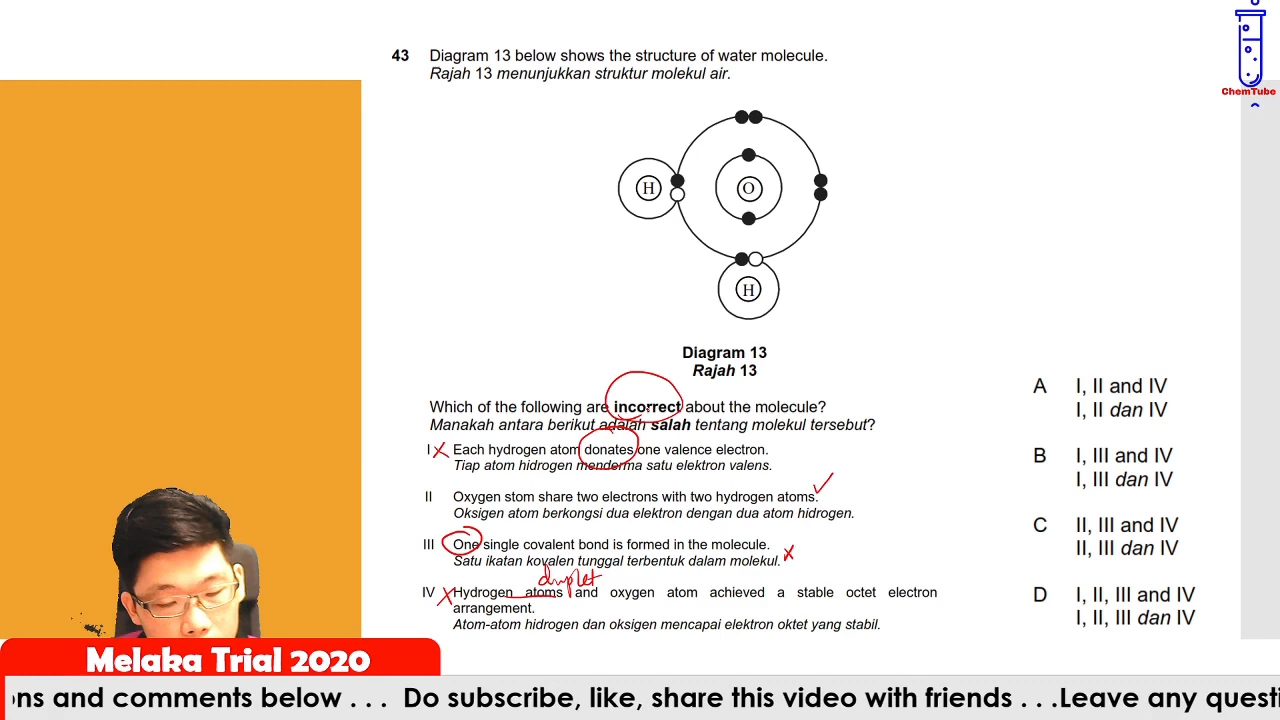 ChemTube
43 Diagram 13 below shows the structure of water molecule.
Rajah 13 menunjukkan struktur molekul air.
H
O
H
Diagram 13
Rajah 13
Which of the following are incorrect about the molecule?
Manakah antara berikut adalah salah tentang molekul tersebut?
I Each hydrogen atom donates one valence electron.
Tiap atom hidrogen menderma satu elektron valens.
II Oxygen stom share two electrons with two hydrogen atoms.
Oksigen atom berkongsi dua elektron dengan dua atom hidrogen.
III One single covalent bond is formed in the molecule.
Satu ikatan kovalen tunggal terbentuk dalam molekul.
duplet
IV Hydrogen atoms and oxygen atom achieved a stable octet electron
arrangement.
Atom-atom hidrogen dan oksigen mencapai elektron oktet yang stabil.
A I, II and IV
I, II dan IV
B I, III and IV
I, III dan IV
C II, III and IV
II, III dan IV
D I, II, III and IV
I, II, III dan IV
Melaka Trial 2020
ns and comments below . . . Do subscribe, like, share this video with friends . . .Leave any questi